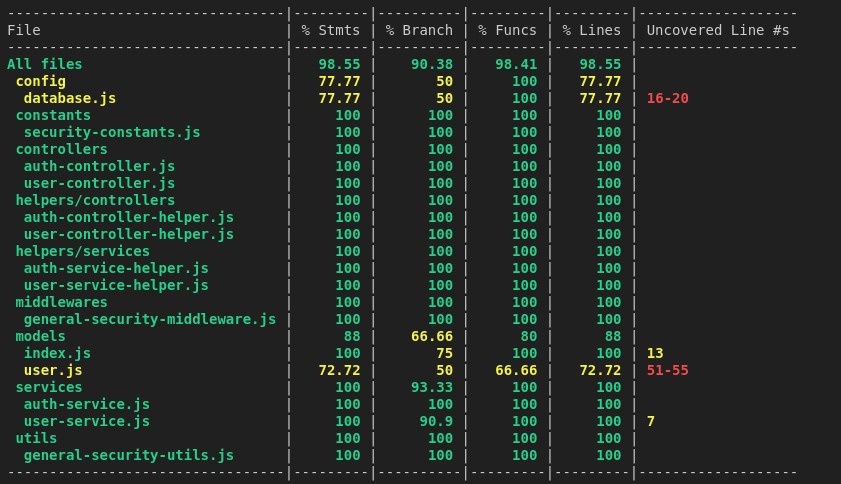 --------------------------------|---------|----------|---------|---------|-------------------
File                            | % Stmts | % Branch | % Funcs | % Lines | Uncovered Line #s
--------------------------------|---------|----------|---------|---------|-------------------
All files                       |   98.55 |    90.38 |   98.41 |   98.55 |
 config                         |   77.77 |       50 |     100 |   77.77 |
  database.js                   |   77.77 |       50 |     100 |   77.77 | 16-20
 constants                      |     100 |      100 |     100 |     100 |
  security-constants.js         |     100 |      100 |     100 |     100 |
 controllers                    |     100 |      100 |     100 |     100 |
  auth-controller.js            |     100 |      100 |     100 |     100 |
  user-controller.js            |     100 |      100 |     100 |     100 |
 helpers/controllers            |     100 |      100 |     100 |     100 |
  auth-controller-helper.js     |     100 |      100 |     100 |     100 |
  user-controller-helper.js     |     100 |      100 |     100 |     100 |
 helpers/services               |     100 |      100 |     100 |     100 |
  auth-service-helper.js        |     100 |      100 |     100 |     100 |
  user-service-helper.js        |     100 |      100 |     100 |     100 |
 middlewares                    |     100 |      100 |     100 |     100 |
  general-security-middleware.js |     100 |      100 |     100 |     100 |
 models                         |      88 |    66.66 |      80 |      88 |
  index.js                      |     100 |       75 |     100 |     100 | 13
  user.js                       |   72.72 |       50 |   66.66 |   72.72 | 51-55
 services                       |     100 |    93.33 |     100 |     100 |
  auth-service.js               |     100 |      100 |     100 |     100 |
  user-service.js               |     100 |     90.9 |     100 |     100 | 7
 utils                          |     100 |      100 |     100 |     100 |
  general-security-utils.js     |     100 |      100 |     100 |     100 |
--------------------------------|---------|----------|---------|---------|-------------------